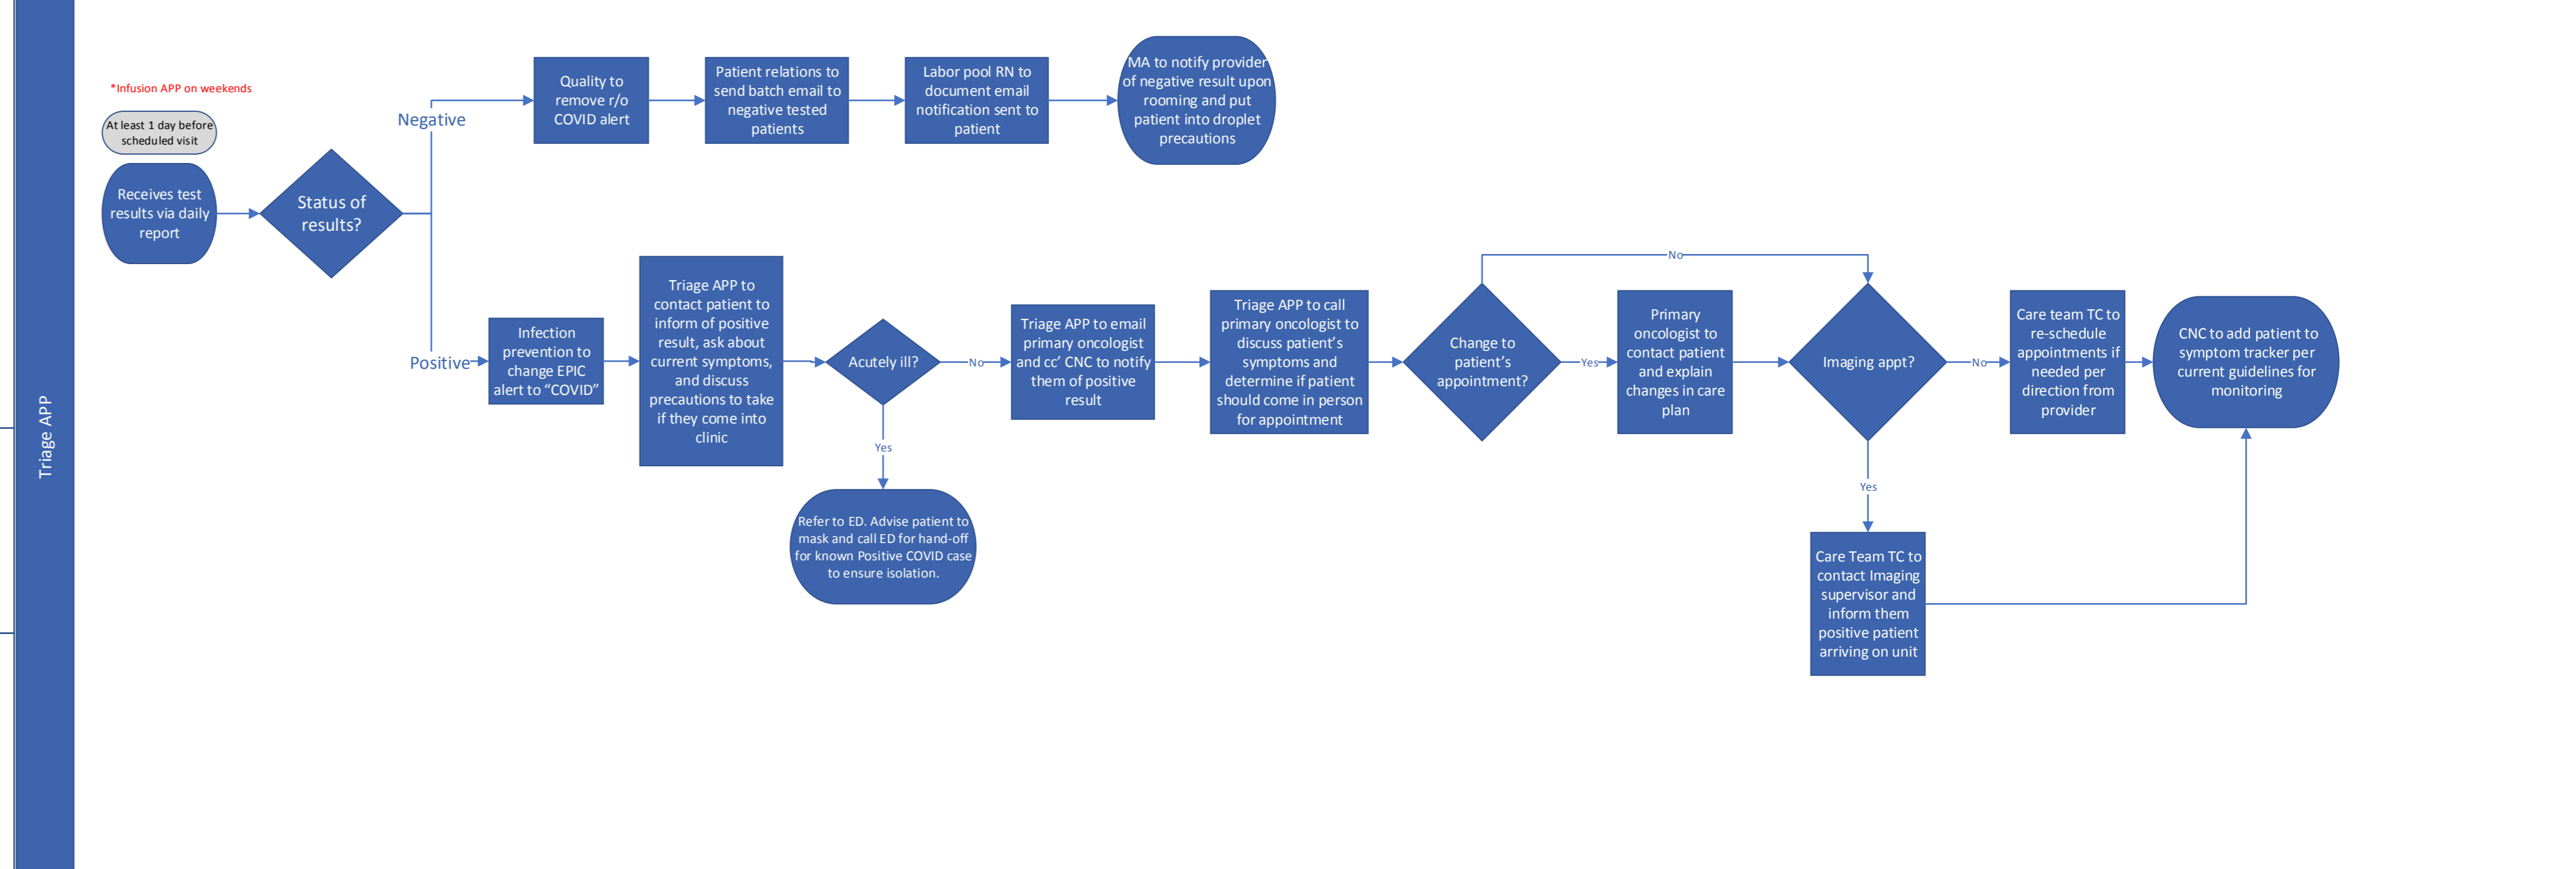 Triage APP
*Infusion APP on weekends
At least 1 day before
scheduled visit
Receives test
results via daily
report
Status of
results?
Negative
Quality to
remove r/o
COVID alert
Patient relations to
send batch email to
negative tested
patients
Labor pool RN to
document email
notification sent to
patient
MA to notify provider
of negative result upon
rooming and put
patient into droplet
precautions
Positive
Infection
prevention to
change EPIC
alert to “COVID”
Triage APP to
contact patient to
inform of positive
result, ask about
current symptoms,
and discuss
precautions to take
if they come into
clinic
Acutely ill?
Yes
Refer to ED. Advise patient to
mask and call ED for hand-off
for known Positive COVID case
to ensure isolation.
No
Triage APP to email
primary oncologist
and cc’ CNC to notify
them of positive
result
Triage APP to call
primary oncologist to
discuss patient’s
symptoms and
determine if patient
should come in person
for appointment
Change to
patient’s
appointment?
No
Yes
Primary
oncologist to
contact patient
and explain
changes in care
plan
Imaging appt?
No
Care team TC to
re-schedule
appointments if
needed per
direction from
provider
CNC to add patient to
symptom tracker per
current guidelines for
monitoring
Yes
Care Team TC to
contact Imaging
supervisor and
inform them
positive patient
arriving on unit